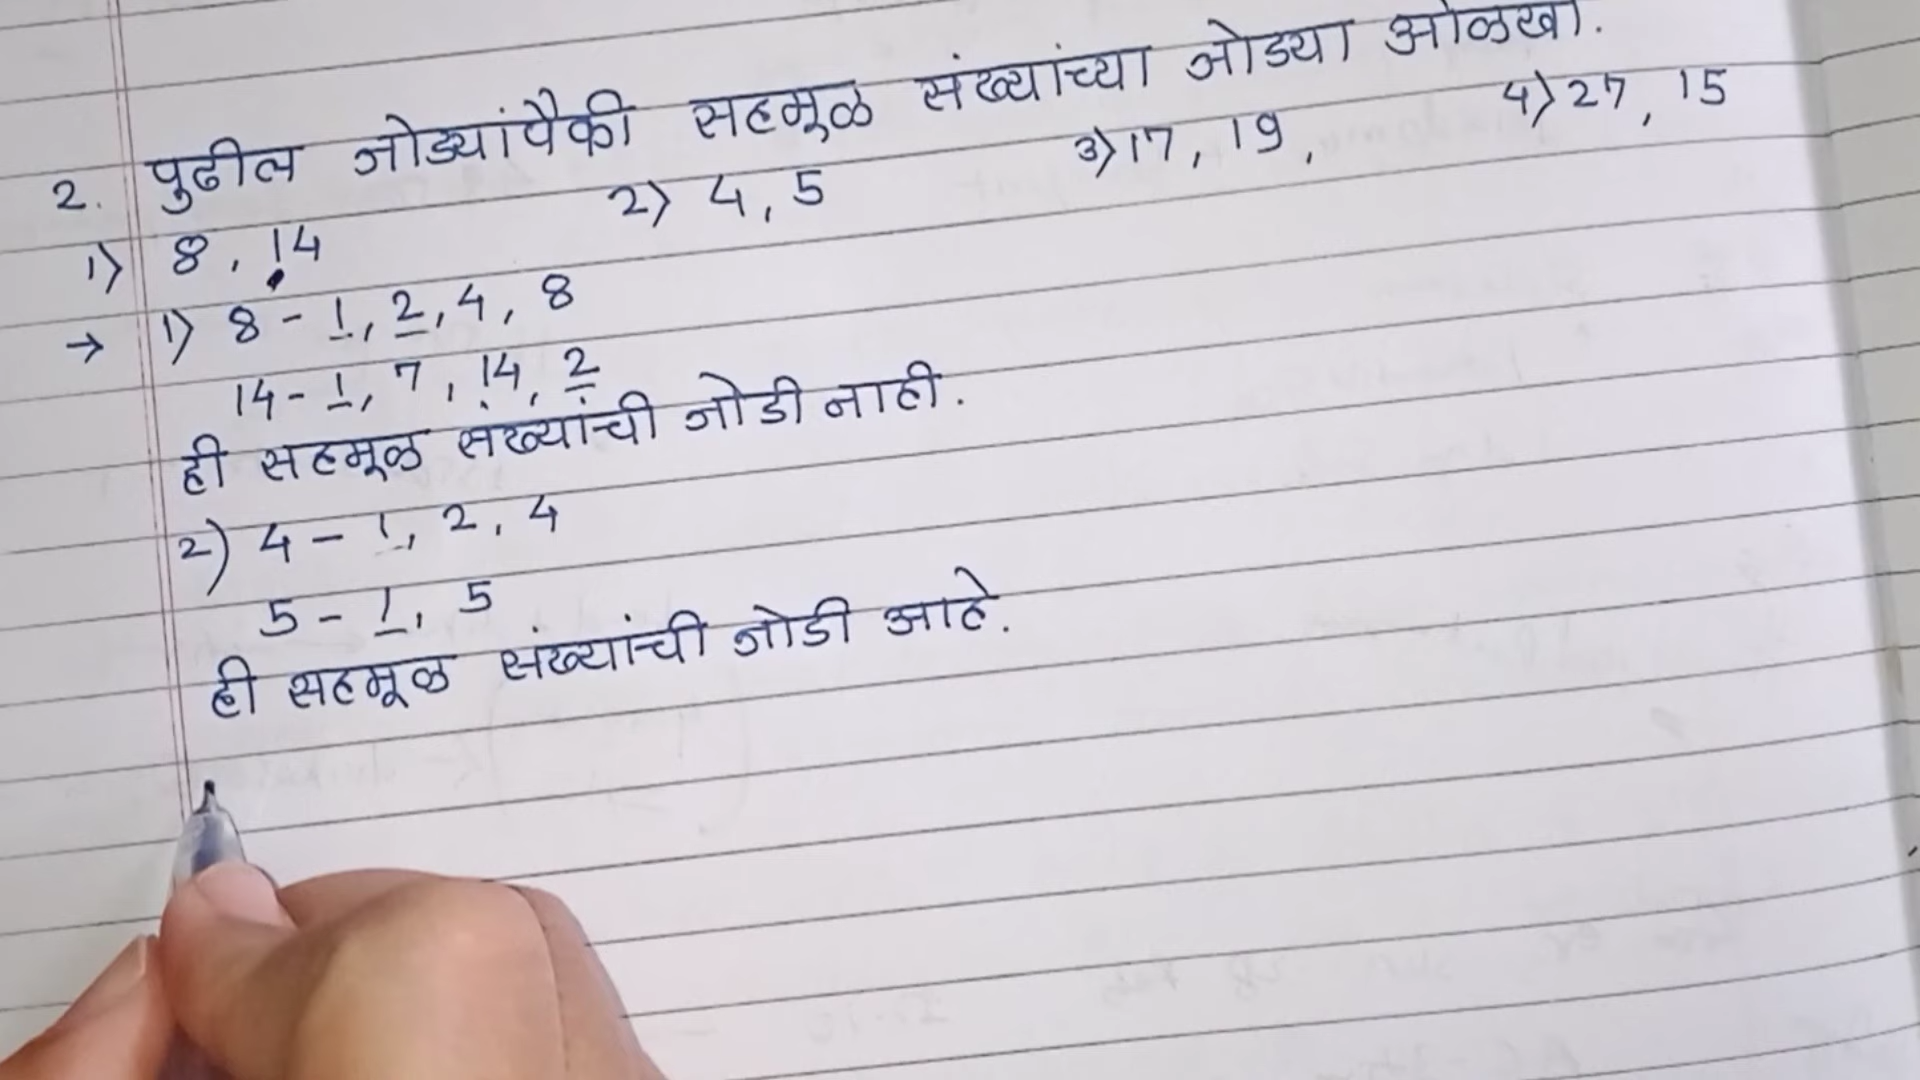 2. पुढील जोड्यांपैकी सहमूळ संख्यांच्या जोड्या ओळखा.
1) 8, 14 2) 4, 5 3) 17, 19, 4) 27, 15
→ 1) 8 - 1, 2, 4, 8
14 - 1, 7, 14, 2
ही सहमूळ संख्यांची जोडी नाही.
2) 4 - 1, 2, 4
5 - 1, 5
ही सहमूळ संख्यांची जोडी आहे.